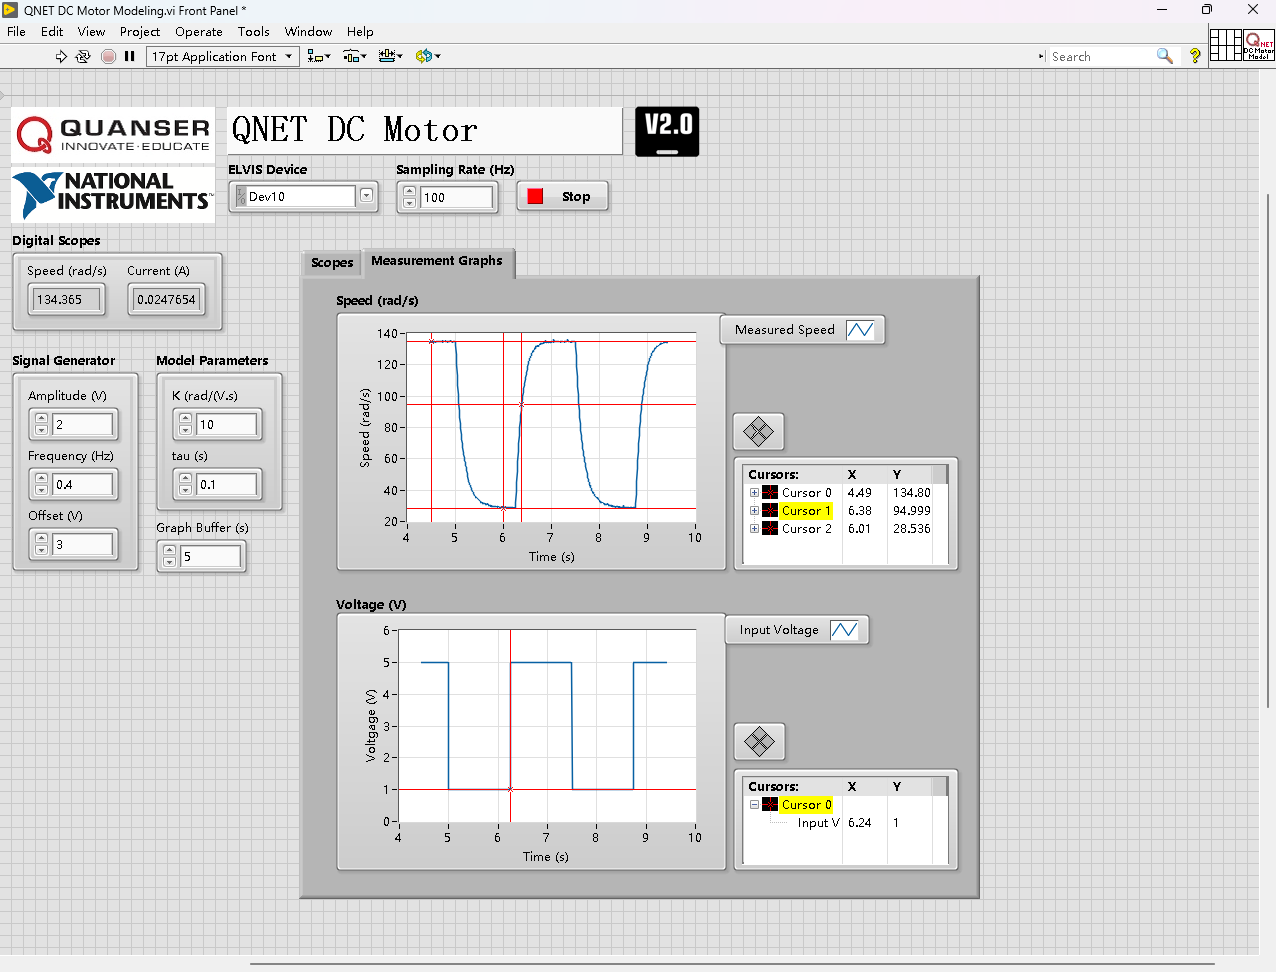 QNET DC Motor Modeling.vi Front Panel *
File Edit View Project Operate Tools Window Help
17pt Application Font
Search
QNET
DC Motor
Model
QUANSER
INNOVATE·EDUCATE
QNET DC Motor
V2.0
NATIONAL
INSTRUMENTS
ELVIS Device
Dev10
Sampling Rate (Hz)
100
Stop
Digital Scopes
Speed (rad/s) Current (A)
134.365 0.0247654
Signal Generator
Amplitude (V)
2
Frequency (Hz)
0.4
Offset (V)
3
Model Parameters
K (rad/(V.s)
10
tau (s)
0.1
Graph Buffer (s)
5
Scopes Measurement Graphs
Speed (rad/s)
Measured Speed
Speed (rad/s)
140
120
100
80
60
40
20
4 5 6 7 8 9 10
Time (s)
Cursors: X Y
Cursor 0 4.49 134.80
Cursor 1 6.38 94.999
Cursor 2 6.01 28.536
Voltage (V)
Input Voltage
Voltgage (V)
6
5
4
3
2
1
0
4 5 6 7 8 9 10
Time (s)
Cursors: X Y
Cursor 0
Input V 6.24 1